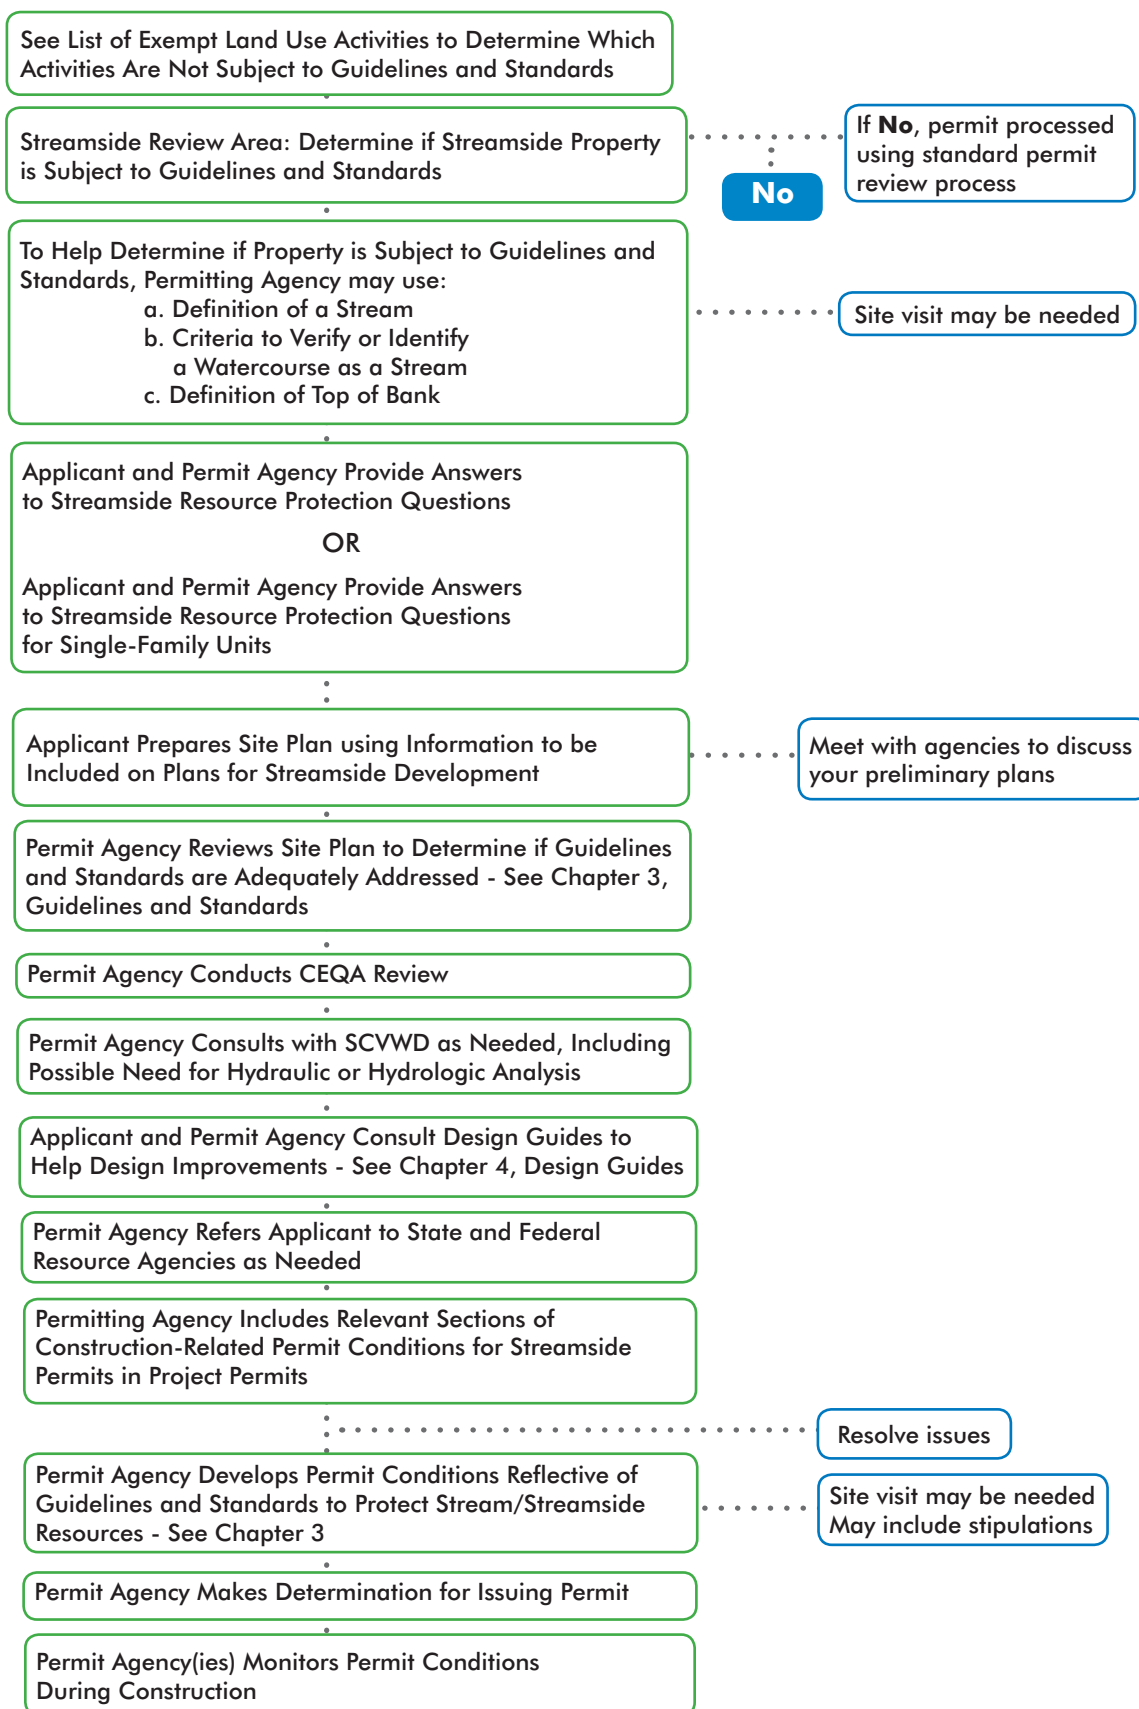 See List of Exempt Land Use Activities to Determine Which
Activities Are Not Subject to Guidelines and Standards
Streamside Review Area: Determine if Streamside Property
is Subject to Guidelines and Standards
No
If No, permit processed
using standard permit
review process
To Help Determine if Property is Subject to Guidelines and
Standards, Permitting Agency may use:
a. Definition of a Stream
b. Criteria to Verify or Identify
a Watercourse as a Stream
c. Definition of Top of Bank
Site visit may be needed
Applicant and Permit Agency Provide Answers
to Streamside Resource Protection Questions
OR
Applicant and Permit Agency Provide Answers
to Streamside Resource Protection Questions
for Single-Family Units
Applicant Prepares Site Plan using Information to be
Included on Plans for Streamside Development
Meet with agencies to discuss
your preliminary plans
Permit Agency Reviews Site Plan to Determine if Guidelines
and Standards are Adequately Addressed - See Chapter 3,
Guidelines and Standards
Permit Agency Conducts CEQA Review
Permit Agency Consults with SCVWD as Needed, Including
Possible Need for Hydraulic or Hydrologic Analysis
Applicant and Permit Agency Consult Design Guides to
Help Design Improvements - See Chapter 4, Design Guides
Permit Agency Refers Applicant to State and Federal
Resource Agencies as Needed
Permitting Agency Includes Relevant Sections of
Construction-Related Permit Conditions for Streamside
Permits in Project Permits
Resolve issues
Permit Agency Develops Permit Conditions Reflective of
Guidelines and Standards to Protect Stream/Streamside
Resources - See Chapter 3
Site visit may be needed
May include stipulations
Permit Agency Makes Determination for Issuing Permit
Permit Agency(ies) Monitors Permit Conditions
During Construction